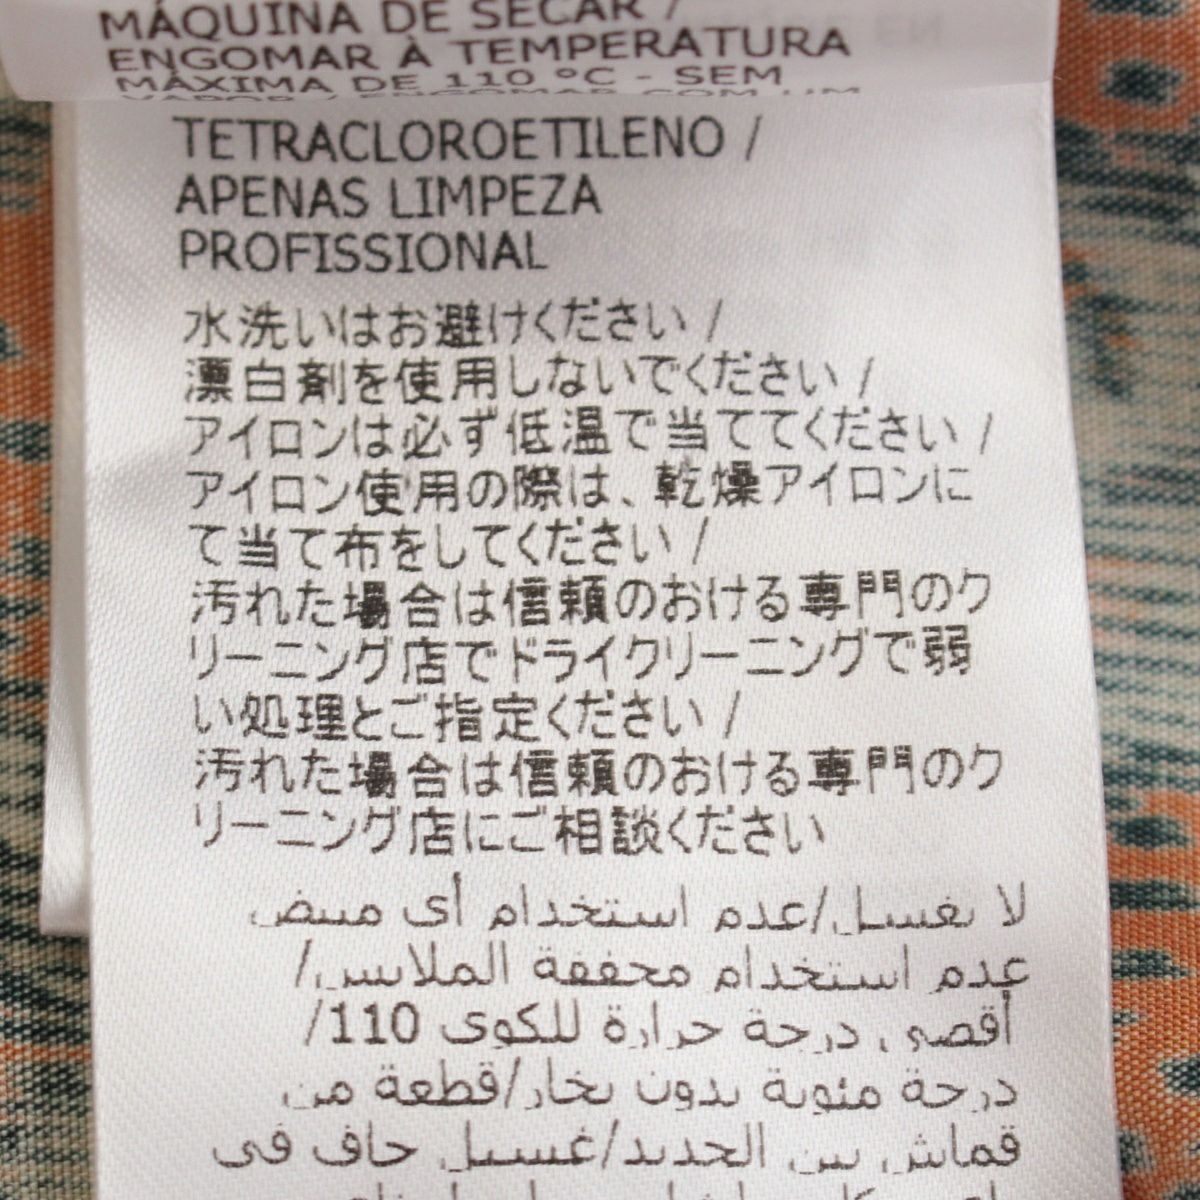 MÁQUINA DE SECAR /
ENGOMAR À TEMPERATURA
MÁXIMA DE 110 ºC - SEM
VAPOR / ENGOMAR COM UM
TETRACLOROETILENO /
APENAS LIMPEZA
PROFISSIONAL
水洗いはお避けください /
漂白剤を使用しないでください /
アイロンは必ず低温で当ててください /
アイロン使用の際は、乾燥アイロンに
て当て布をしてください /
汚れた場合は信頼のおける専門のク
リーニング店でドライクリーニングで弱
い処理とご指定ください /
汚れた場合は信頼のおける専門のク
リーニング店にご相談ください
لا يغسل/عدم استخدام أى مبيض
عدم استخدام مجففة الملابس/
أقصى درجة حرارة للكوى 110/
درجة مئوية بدون بخار/قطعة من
قماش بين الحديد/غسيل جاف فى